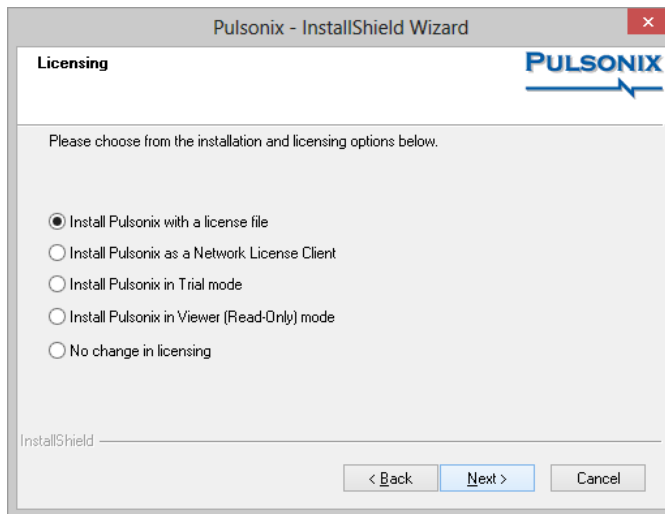 Pulsonix - InstallShield Wizard
Licensing
PULSONIX
Please choose from the installation and licensing options below.
Install Pulsonix with a license file
Install Pulsonix as a Network License Client
Install Pulsonix in Trial mode
Install Pulsonix in Viewer (Read-Only) mode
No change in licensing
InstallShield
< Back Next > Cancel